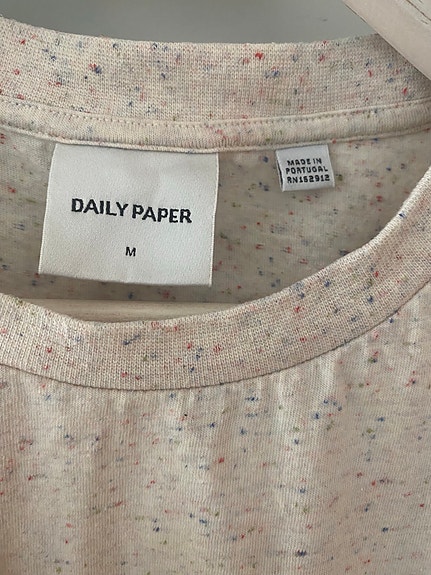 DAILY PAPER
M
MADE IN
PORTUGAL
RN152912